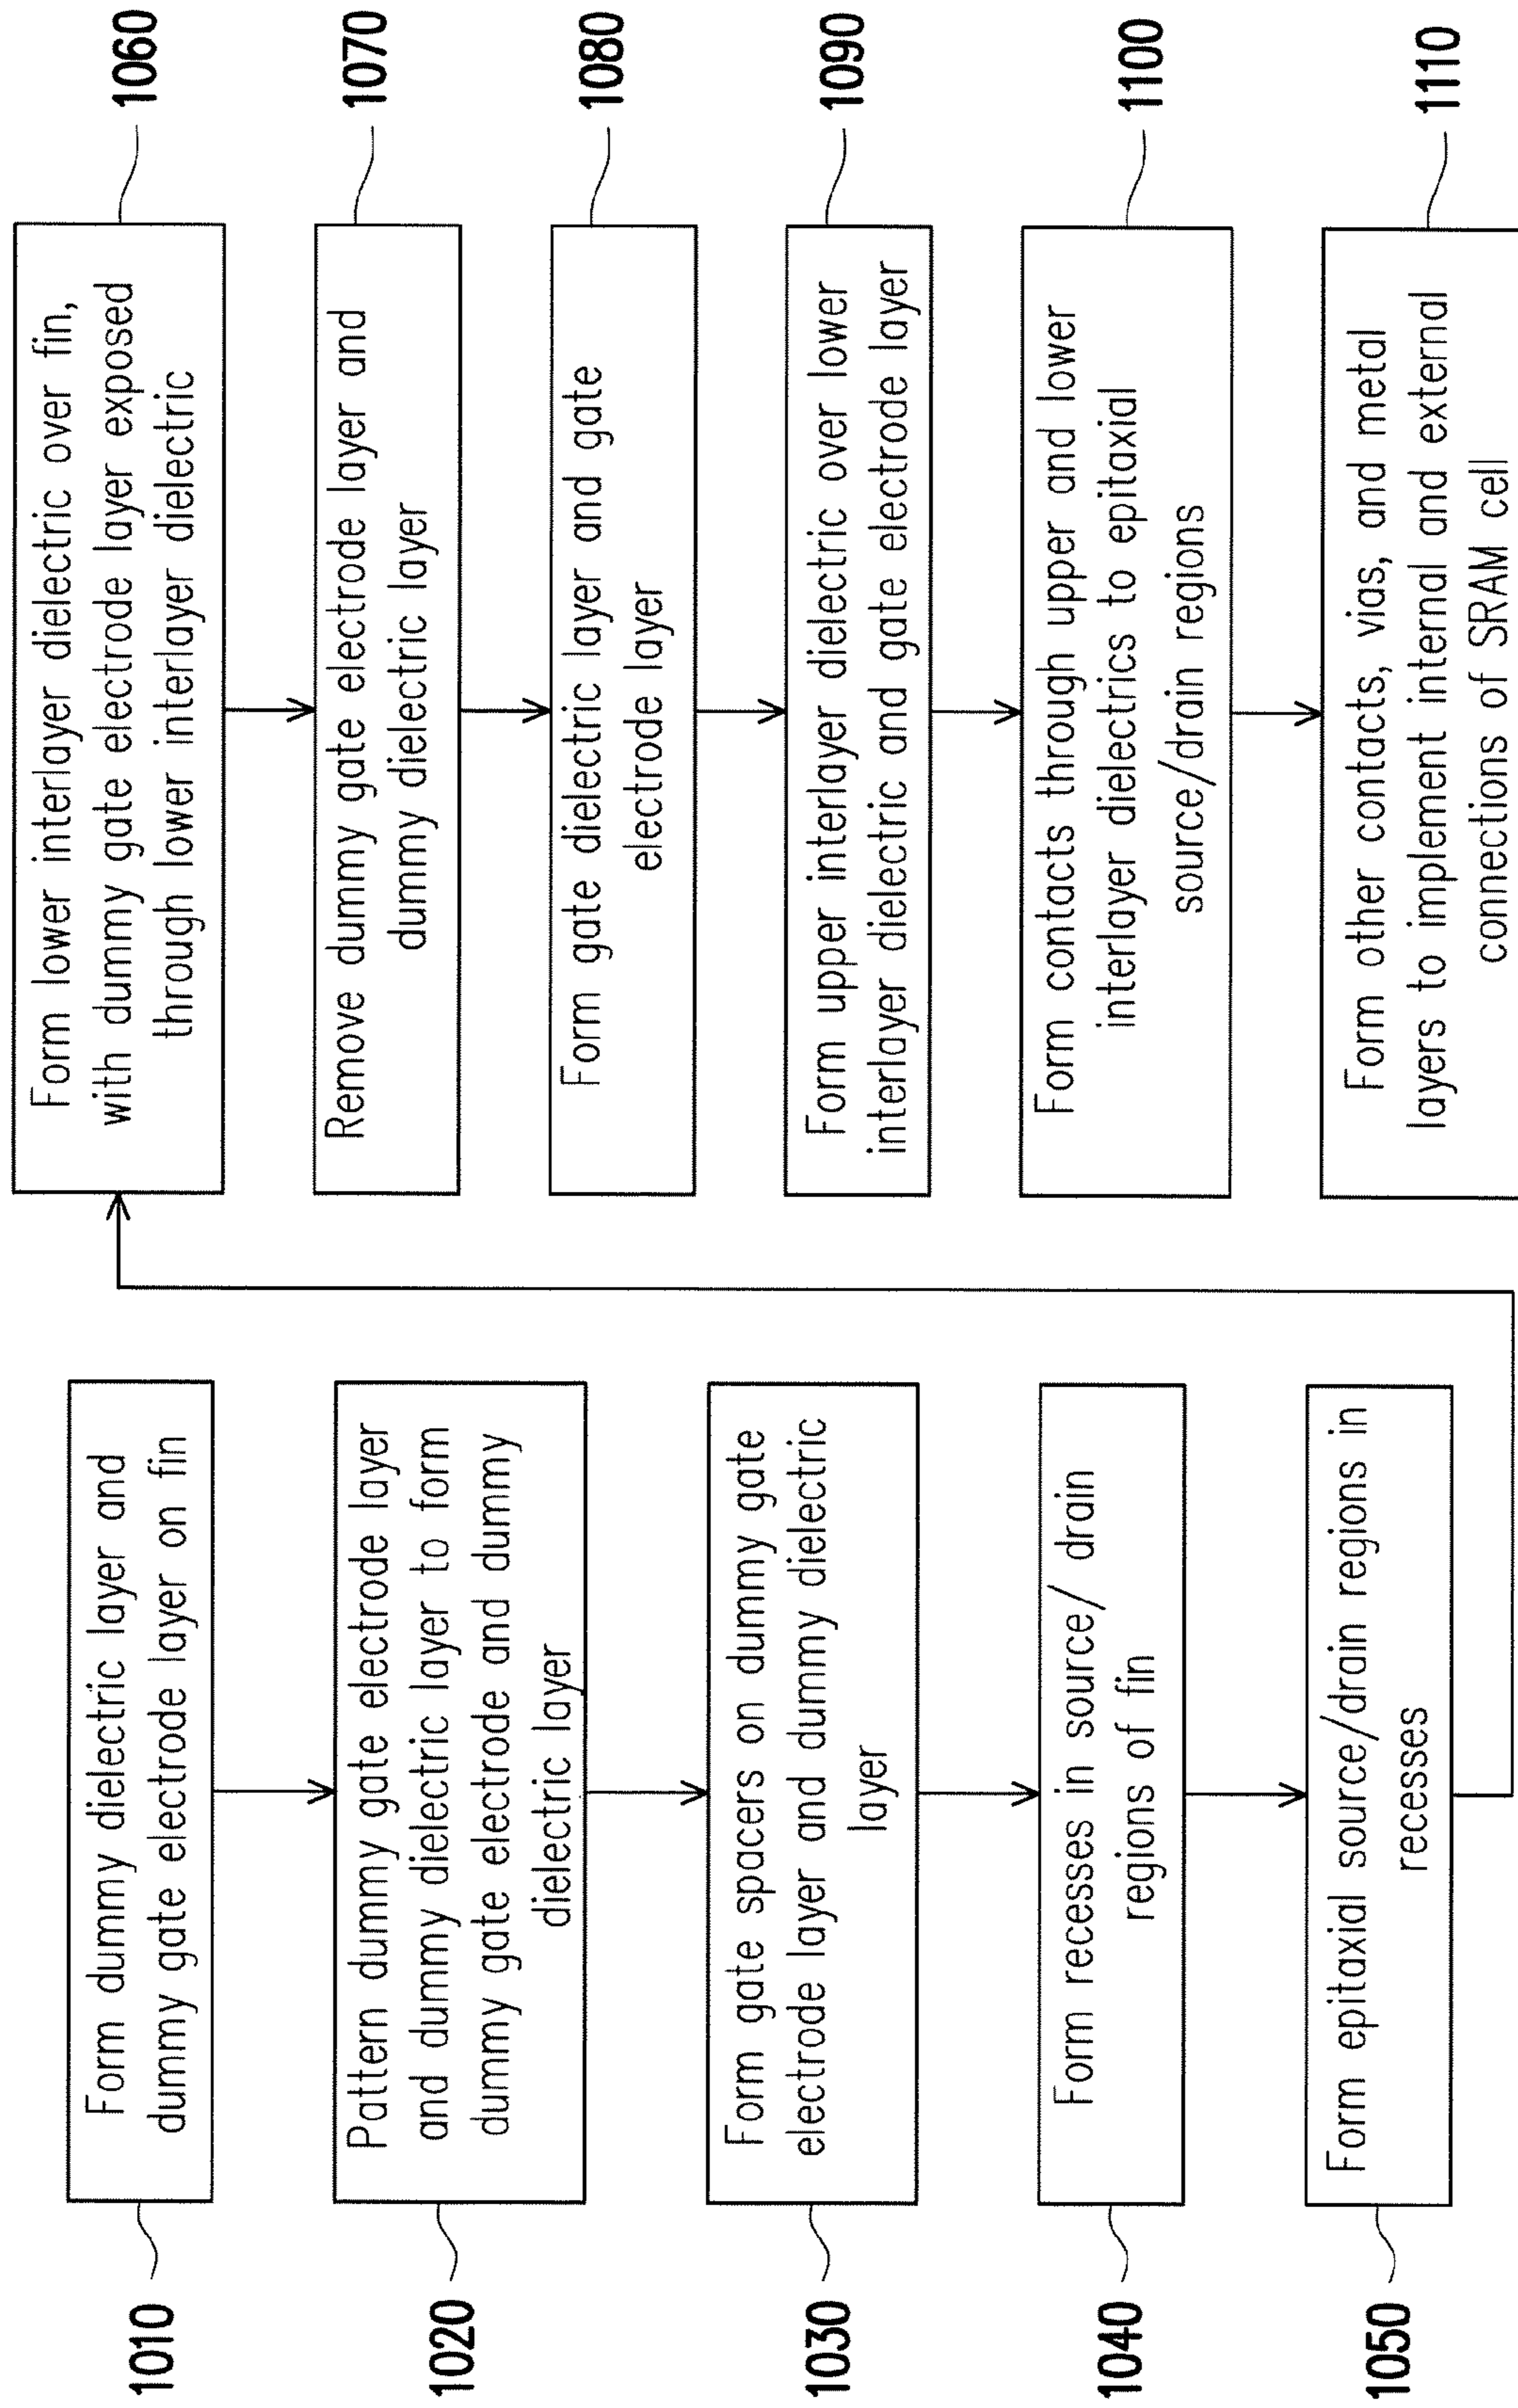 1010
Form dummy dielectric layer and
dummy gate electrode layer on fin
1020
Pattern dummy gate electrode layer
and dummy dielectric layer to form
dummy gate electrode and dummy
dielectric layer
1030
Form gate spacers on dummy gate
electrode layer and dummy dielectric
layer
1040
Form recesses in source/ drain
regions of fin
1050
Form epitaxial source/drain regions in
recesses
Form lower interlayer dielectric over fin,
with dummy gate electrode layer exposed
through lower interlayer dielectric
1060
Remove dummy gate electrode layer and
dummy dielectric layer
1070
Form gate dielectric layer and gate
electrode layer
1080
Form upper interlayer dielectric over lower
interlayer dielectric and gate electrode layer
1090
Form contacts through upper and lower
interlayer dielectrics to epitaxial
source/drain regions
1100
Form other contacts, vias, and metal
layers to implement internal and external
connections of SRAM cell
1110